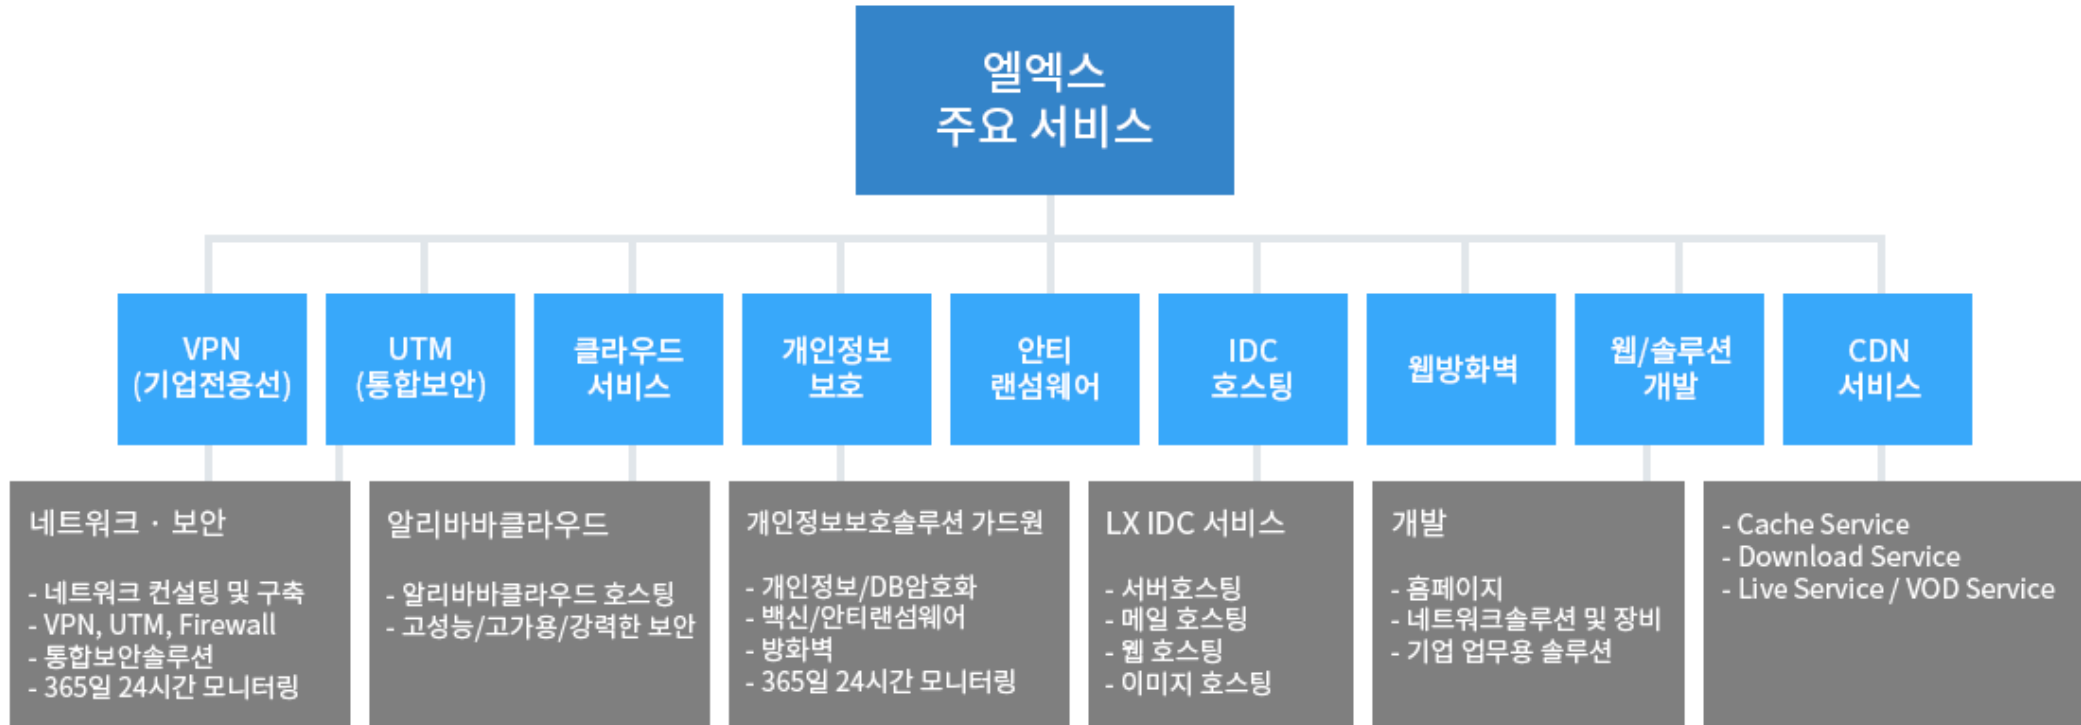 엘엑스
주요 서비스
VPN
(기업전용선)
UTM
(통합보안)
클라우드
서비스
개인정보
보호
안티
랜섬웨어
IDC
호스팅
웹방화벽
웹/솔루션
개발
CDN
서비스
네트워크 · 보안
- 네트워크 컨설팅 및 구축
- VPN, UTM, Firewall
- 통합보안솔루션
- 365일 24시간 모니터링
알리바바클라우드
- 알리바바클라우드 호스팅
- 고성능/고가용/강력한 보안
개인정보보호솔루션 가드원
- 개인정보/DB암호화
- 백신/안티랜섬웨어
- 방화벽
- 365일 24시간 모니터링
LX IDC 서비스
- 서버호스팅
- 메일 호스팅
- 웹 호스팅
- 이미지 호스팅
개발
- 홈페이지
- 네트워크솔루션 및 장비
- 기업 업무용 솔루션
- Cache Service
- Download Service
- Live Service / VOD Service